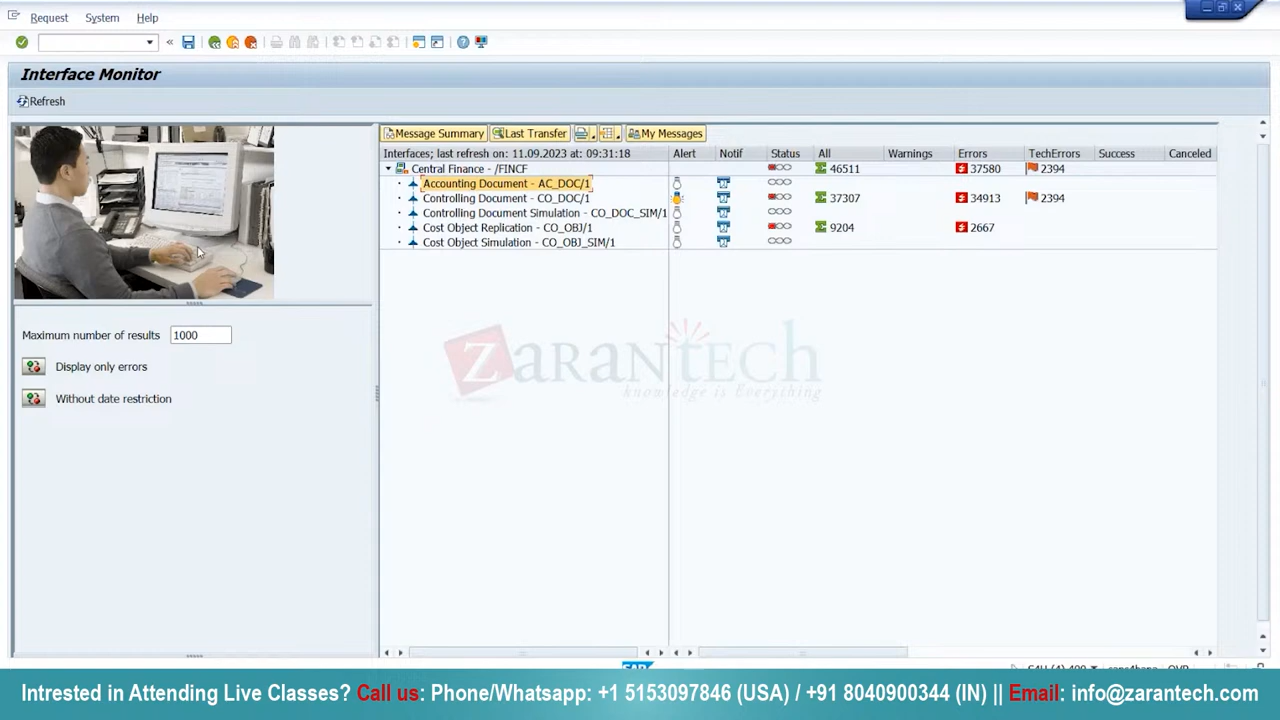 Request System Help
Interface Monitor
Refresh
Message Summary Last Transfer My Messages
Interfaces; last refresh on: 11.09.2023 at: 09:31:18 Alert Notif Status All Warnings Errors TechErrors Success Canceled
Central Finance - /FINCF 46511 37580 2394
Accounting Document - AC_DOC/1
Controlling Document - CO_DOC/1 37307 34913 2394
Controlling Document Simulation - CO_DOC_SIM/1
Cost Object Replication - CO_OBJ/1 9204 2667
Cost Object Simulation - CO_OBJ_SIM/1
Maximum number of results 1000
Display only errors
Without date restriction
ZARANTECH
knowledge is Everything
SAP
Intrested in Attending Live Classes? Call us: Phone/Whatsapp: +1 5153097846 (USA) / +91 8040900344 (IN) || Email: info@zarantech.com